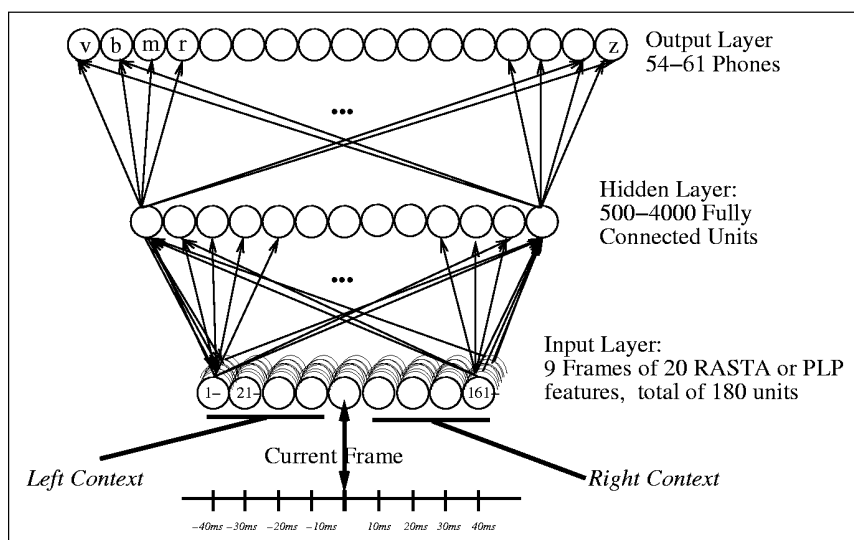 v b m r z
Output Layer
54–61 Phones
...
Hidden Layer:
500–4000 Fully
Connected Units
...
Input Layer:
9 Frames of 20 RASTA or PLP
features, total of 180 units
1– 21– 161–
Left Context
Current Frame
Right Context
–40ms –30ms –20ms –10ms 10ms 20ms 30ms 40ms